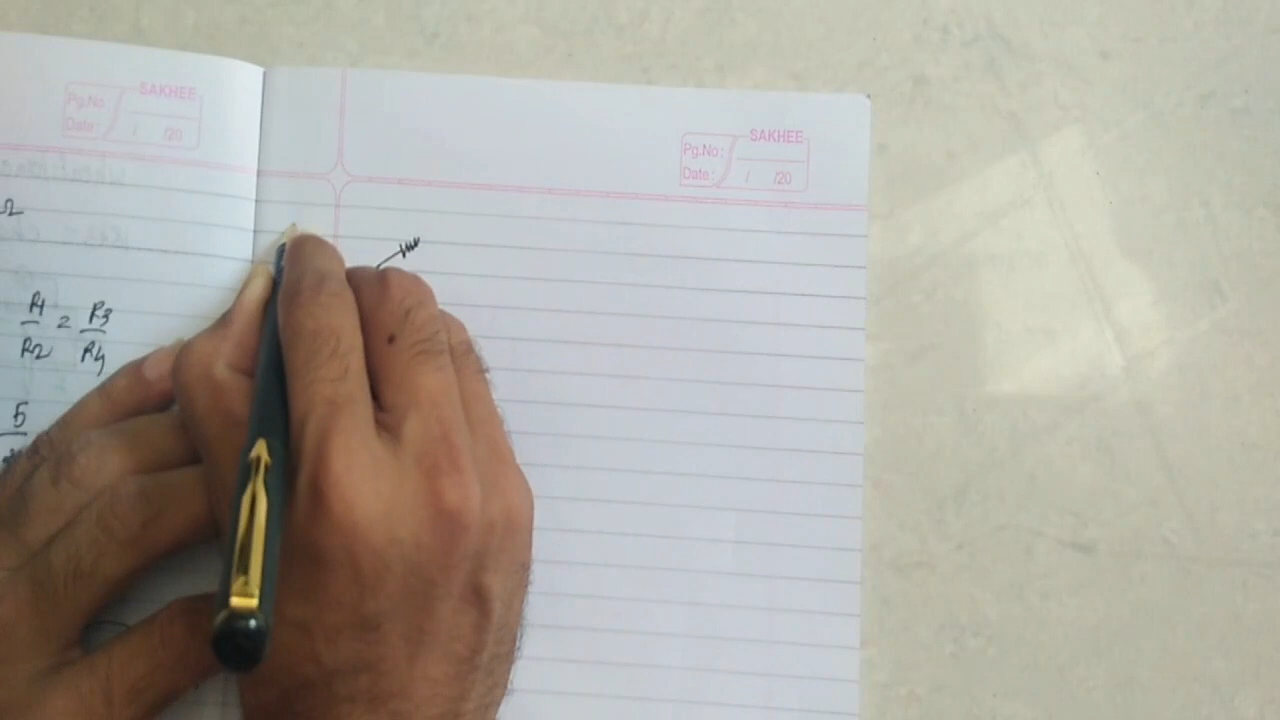 SAKHEE
Pg.No:
Date: / /20
Ω
R1/R2 = R3/R4
5
SAKHEE
Pg.No:
Date: / /20